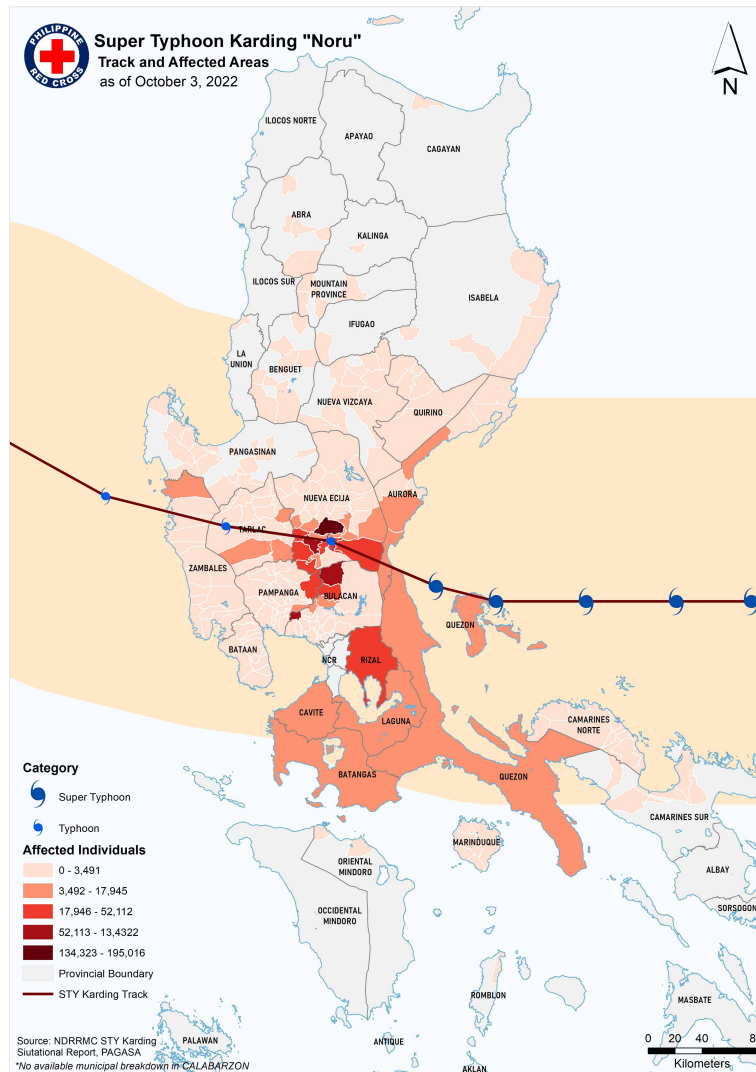 PHILIPPINE
RED CROSS
Super Typhoon Karding "Noru"
Track and Affected Areas
as of October 3, 2022
N
ILOCOS NORTE
APAYAO
CAGAYAN
ABRA
KALINGA
ILOCOS SUR
MOUNTAIN
PROVINCE
ISABELA
IFUGAO
LA
UNION
BENGUET
NUEVA VIZCAYA
QUIRINO
PANGASINAN
NUEVA ECIJA
AURORA
TARLAC
ZAMBALES
PAMPANGA
BULACAN
QUEZON
BATAAN
NCR
RIZAL
CAVITE
LAGUNA
CAMARINES
NORTE
BATANGAS
QUEZON
CAMARINES SUR
MARINDUQUE
ORIENTAL
MINDORO
ALBAY
OCCIDENTAL
MINDORO
SORSOGON
ROMBLON
MASBATE
PALAWAN
ANTIQUE
AKLAN
Category
Super Typhoon
Typhoon
Affected Individuals
0 - 3,491
3,492 - 17,945
17,946 - 52,112
52,113 - 13,4322
134,323 - 195,016
Provincial Boundary
STY Karding Track
Source: NDRRMC STY Karding
Siutational Report, PAGASA
*No available municipal breakdown in CALABARZON
0 20 40 60 8
Kilometers